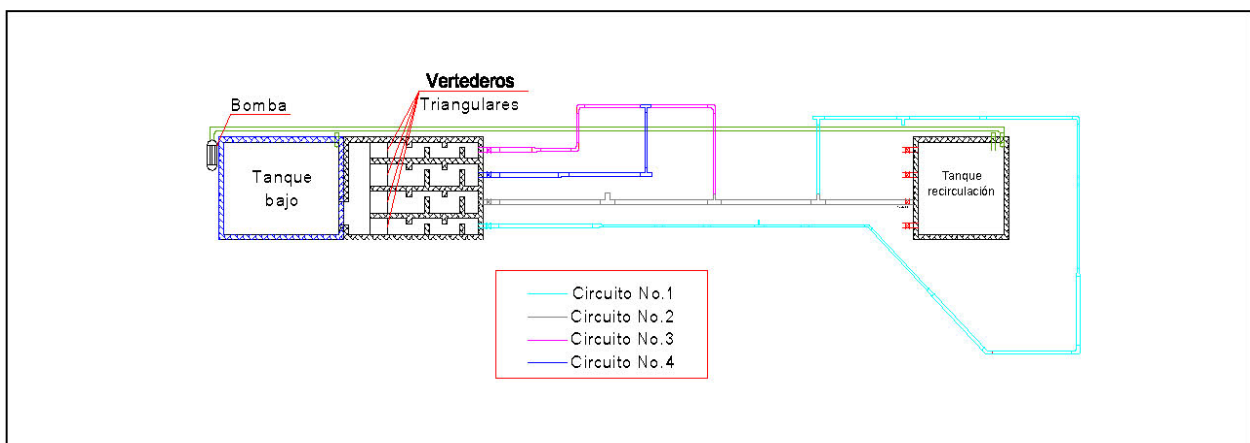 Vertederos
Triangulares
Bomba
Tanque
bajo
Tanque
recirculación
Circuito No.1
Circuito No.2
Circuito No.3
Circuito No.4